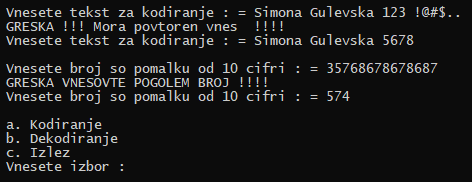 Vnesete tekst za kodiranje : = Simona Gulevska 123 !@#$..
GRESKA !!! Mora povtoren vnes  !!!!
Vnesete tekst za kodiranje : = Simona Gulevska 5678
Vnesete broj so pomalku od 10 cifri : = 35768678678687
GRESKA VNESOVTE POGOLEM BROJ !!!!
Vnesete broj so pomalku od 10 cifri : = 574
a. Kodiranje
b. Dekodiranje
c. Izlez
Vnesete izbor :